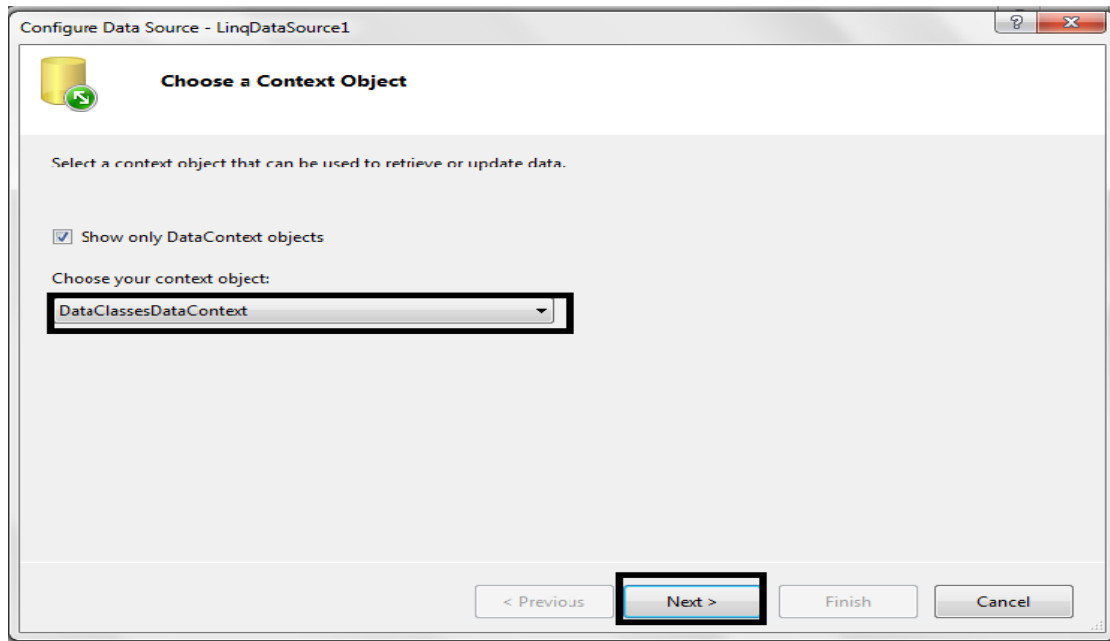 Configure Data Source - LinqDataSource1
?
Choose a Context Object
Select a context object that can be used to retrieve or update data.
Show only DataContext objects
Choose your context object:
DataClassesDataContext
< Previous Next > Finish Cancel